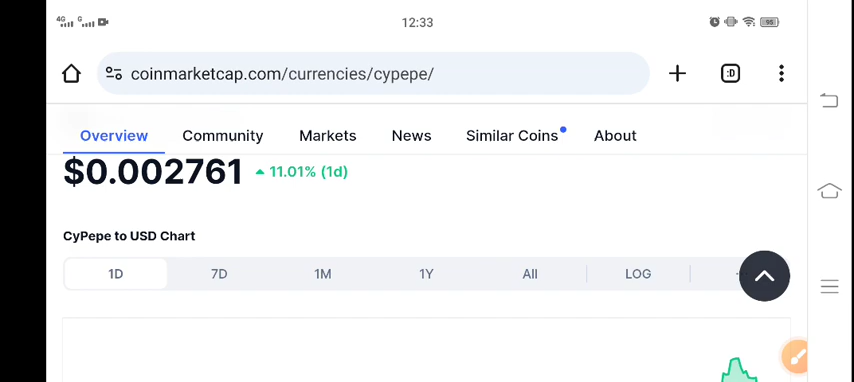 4G G 12:33 95
coinmarketcap.com/currencies/cypepe/ :D
Overview Community Markets News Similar Coins About
$0.002761 11.01% (1d)
CyPepe to USD Chart
1D 7D 1M 1Y All LOG